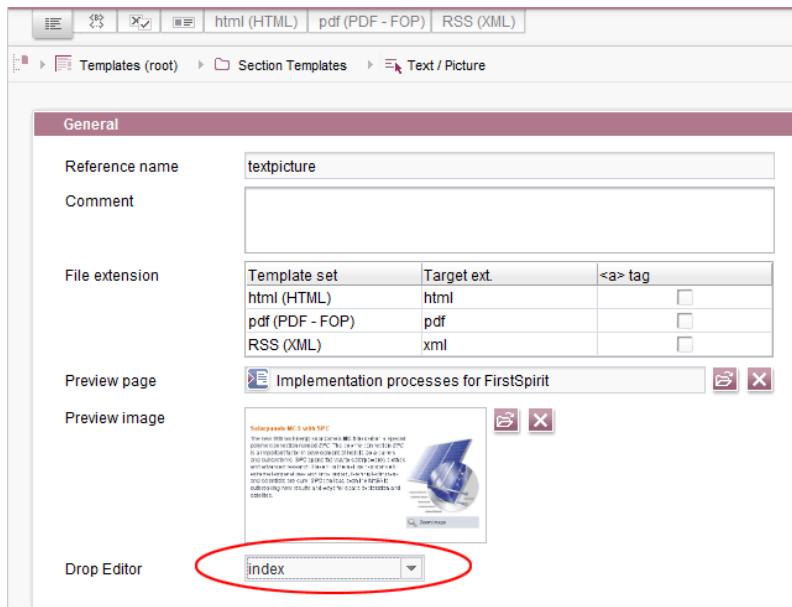 html (HTML) pdf (PDF - FOP) RSS (XML)
Templates (root) Section Templates Text / Picture
General
Reference name textpicture
Comment
File extension Template set Target ext. <a> tag
html (HTML) html
pdf (PDF - FOP) pdf
RSS (XML) xml
Preview page Implementation processes for FirstSpirit
Preview image
Solarpanels MC-3 with SPC
Drop Editor index